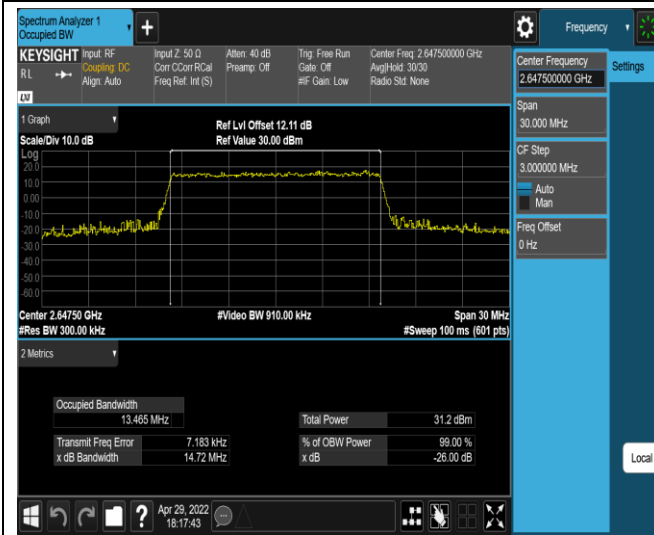 Spectrum Analyzer 1
Occupied BW
+
Frequency
KEYSIGHT
RL
LXI
Input: RF
Coupling: DC
Align: Auto
Input Z: 50 Ω
Corr CCorr RCal
Freq Ref: Int (S)
Atten: 40 dB
Preamp: Off
Trig: Free Run
Gate: Off
#IF Gain: Low
Center Freq: 2.647500000 GHz
Avg|Hold: 30/30
Radio Std: None
Center Frequency
2.647500000 GHz
Settings
Span
30.000 MHz
CF Step
3.000000 MHz
Auto
Man
Freq Offset
0 Hz
Local
1 Graph
Scale/Div 10.0 dB
Ref Lvl Offset 12.11 dB
Ref Value 30.00 dBm
Log
20.0
10.0
0.00
-10.0
-20.0
-30.0
-40.0
-50.0
-60.0
Center 2.64750 GHz
#Video BW 910.00 kHz
Span 30 MHz
#Res BW 300.00 kHz
#Sweep 100 ms (601 pts)
2 Metrics
Occupied Bandwidth
13.465 MHz
Total Power 31.2 dBm
Transmit Freq Error 7.183 kHz
% of OBW Power 99.00 %
x dB Bandwidth 14.72 MHz
x dB -26.00 dB
?
Apr 29, 2022
18:17:43